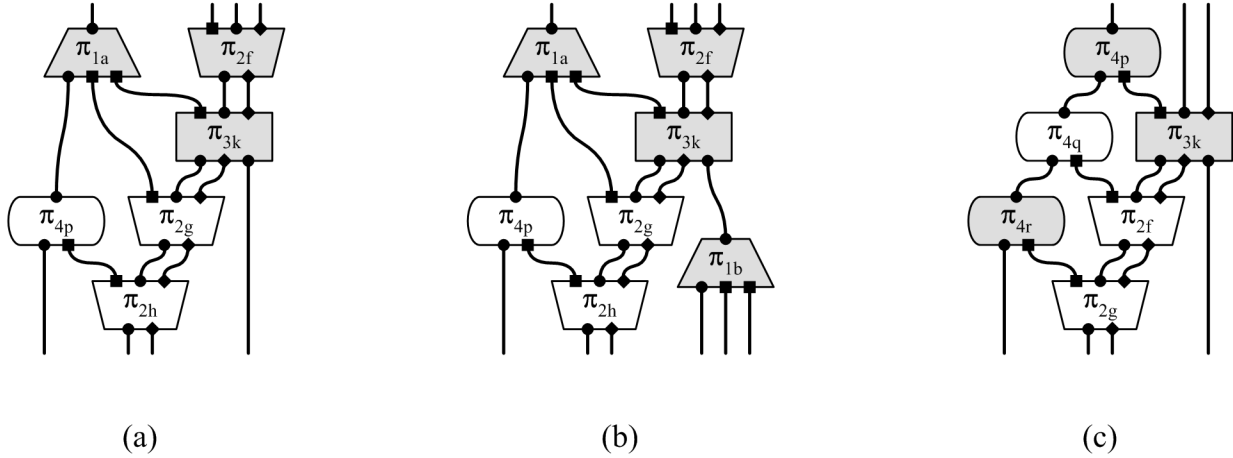 π1a π2f π1a π2f π4p
π3k π3k π4q π3k
π4p π2g π4p π2g π4r π2f
π1b
π2h π2h π2g
(a) (b) (c)